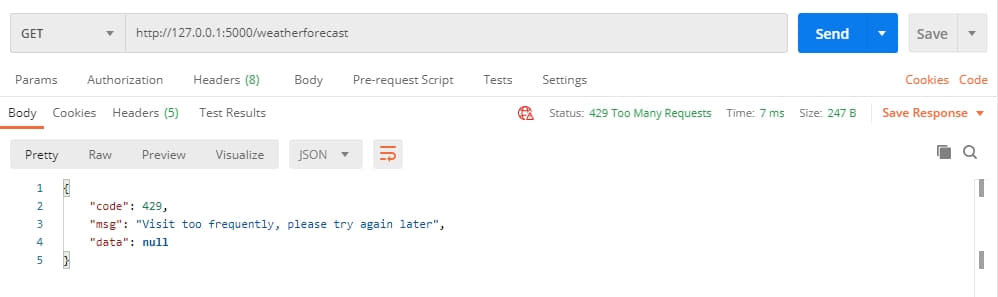 GET http://127.0.0.1:5000/weatherforecast Send Save
Params Authorization Headers (8) Body Pre-request Script Tests Settings Cookies Code
Body Cookies Headers (5) Test Results Status: 429 Too Many Requests Time: 7 ms Size: 247 B Save Response
Pretty Raw Preview Visualize JSON
1 {
2 "code": 429,
3 "msg": "Visit too frequently, please try again later",
4 "data": null
5 }